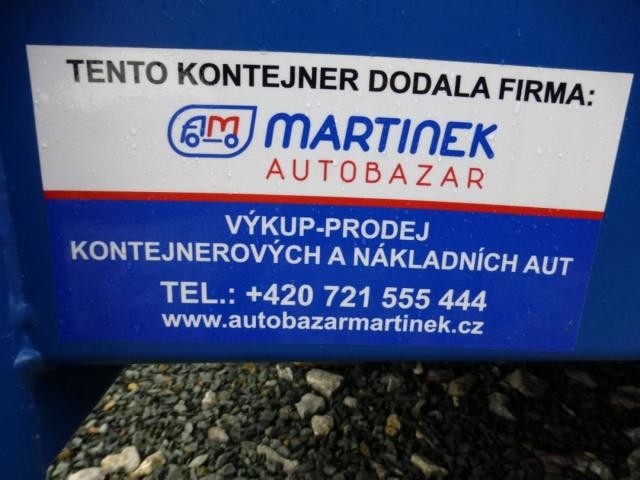 TENTO KONTEJNER DODALA FIRMA:
AM MARTINEK
AUTOBAZAR
VÝKUP-PRODEJ
KONTEJNEROVÝCH A NÁKLADNÍCH AUT
TEL.: +420 721 555 444
www.autobazarmartinek.cz